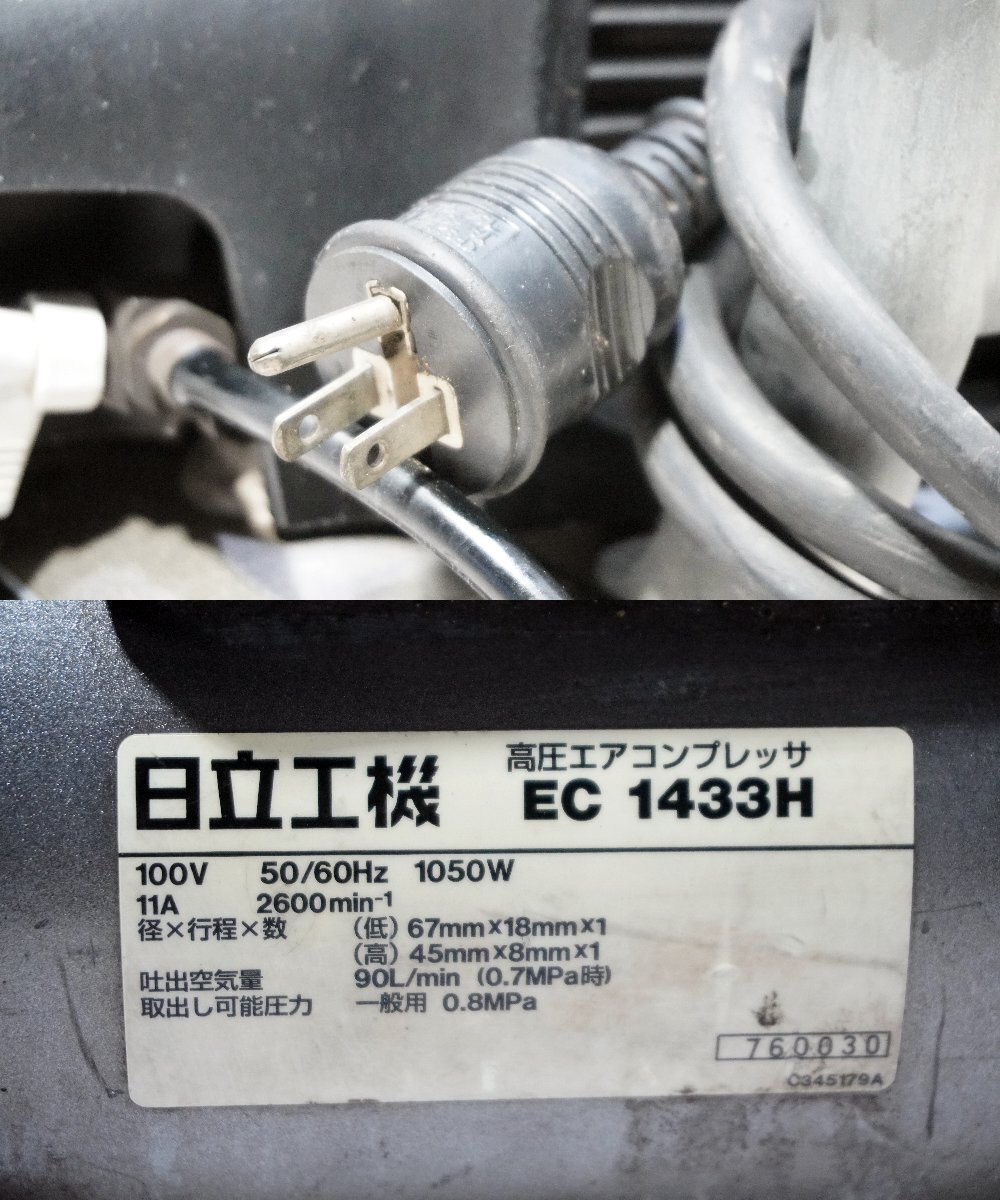 日立工機
高圧エアコンプレッサ
EC 1433H
100V 50/60Hz 1050W
11A 2600min⁻¹
径×行程×数 (低) 67mm×18mm×1
(高) 45mm×8mm×1
吐出空気量 90L/min (0.7MPa時)
取出し可能圧力 一般用 0.8MPa
760030
C345179A